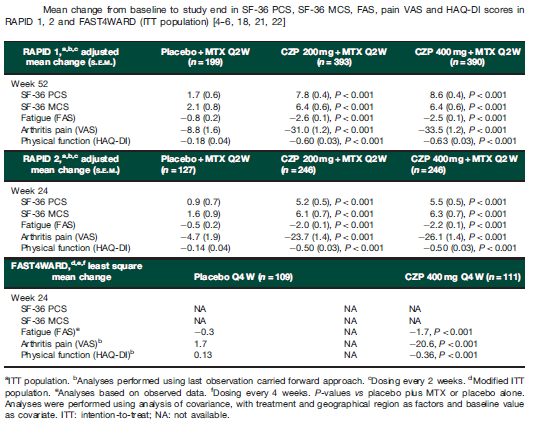 Mean change from baseline to study end in SF-36 PCS, SF-36 MCS, FAS, pain VAS and HAQ-DI scores in
RAPID 1, 2 and FAST4WARD (ITT population) [4–6, 18, 21, 22]
RAPID 1,a,b,c adjusted mean change (S.E.M.) Placebo + MTX Q2W (n = 199) CZP 200 mg + MTX Q2W (n = 393) CZP 400 mg + MTX Q2W (n = 390)
Week 52
SF-36 PCS 1.7 (0.6) 7.8 (0.4), P < 0.001 8.6 (0.4), P < 0.001
SF-36 MCS 2.1 (0.8) 6.4 (0.6), P < 0.001 6.4 (0.6), P < 0.001
Fatigue (FAS) −0.8 (0.2) −2.6 (0.1), P < 0.001 −2.5 (0.1), P < 0.001
Arthritis pain (VAS) −8.8 (1.6) −31.0 (1.2), P < 0.001 −33.5 (1.2), P < 0.001
Physical function (HAQ-DI) −0.18 (0.04) −0.60 (0.03), P < 0.001 −0.63 (0.03), P < 0.001
RAPID 2,a,b,c adjusted mean change (S.E.M.) Placebo + MTX Q2W (n = 127) CZP 200 mg + MTX Q2W (n = 246) CZP 400 mg + MTX Q2W (n = 246)
Week 24
SF-36 PCS 0.9 (0.7) 5.2 (0.5), P < 0.001 5.5 (0.5), P < 0.001
SF-36 MCS 1.6 (0.9) 6.1 (0.7), P < 0.001 6.3 (0.7), P < 0.001
Fatigue (FAS) −0.5 (0.2) −2.0 (0.1), P < 0.001 −2.2 (0.1), P < 0.001
Arthritis pain (VAS) −4.7 (1.9) −23.7 (1.4), P < 0.001 −26.1 (1.4), P < 0.001
Physical function (HAQ-DI) −0.14 (0.04) −0.50 (0.03), P < 0.001 −0.50 (0.03), P < 0.001
FAST4WARD,d,e,f least square mean change Placebo Q4W (n = 109) CZP 400 mg Q4W (n = 111)
Week 24
SF-36 PCS NA NA NA
SF-36 MCS NA NA NA
Fatigue (FAS)e −0.3 NA −1.7, P < 0.001
Arthritis pain (VAS)b 1.7 NA −20.6, P < 0.001
Physical function (HAQ-DI)b 0.13 NA −0.36, P < 0.001
aITT population. bAnalyses performed using last observation carried forward approach. cDosing every 2 weeks. dModified ITT
population. eAnalyses based on observed data. fDosing every 4 weeks. P-values vs placebo plus MTX or placebo alone.
Analyses were performed using analysis of covariance, with treatment and geographical region as factors and baseline value
as covariate. ITT: intention-to-treat; NA: not available.